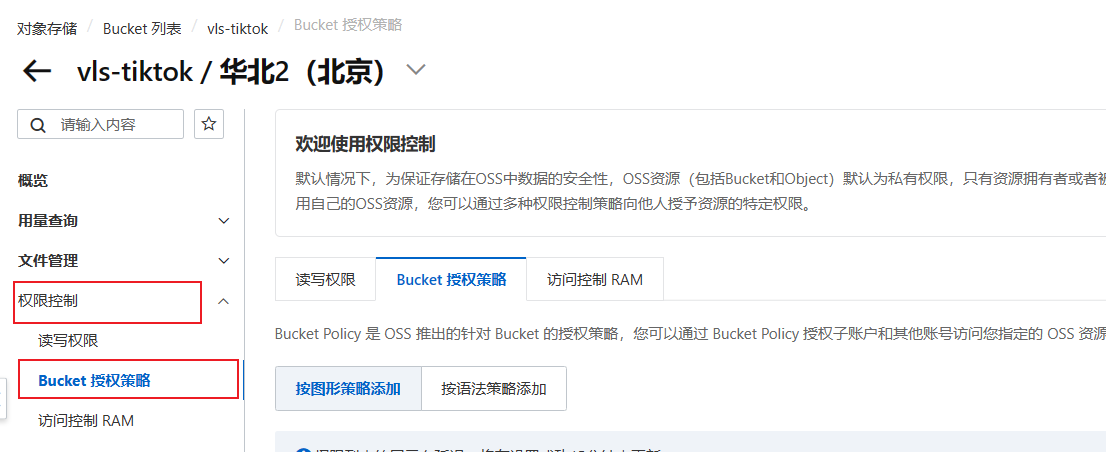 对象存储 / Bucket 列表 / vls-tiktok / Bucket 授权策略
← vls-tiktok / 华北2（北京）
请输入内容
概览
用量查询
文件管理
权限控制
读写权限
Bucket 授权策略
访问控制 RAM
欢迎使用权限控制
默认情况下，为保证存储在OSS中数据的安全性，OSS资源（包括Bucket和Object）默认为私有权限，只有资源拥有者或者被
用自己的OSS资源，您可以通过多种权限控制策略向他人授予资源的特定权限。
读写权限 Bucket 授权策略 访问控制 RAM
Bucket Policy 是 OSS 推出的针对 Bucket 的授权策略，您可以通过 Bucket Policy 授权子账户和其他账号访问您指定的 OSS 资源
按图形策略添加 按语法策略添加